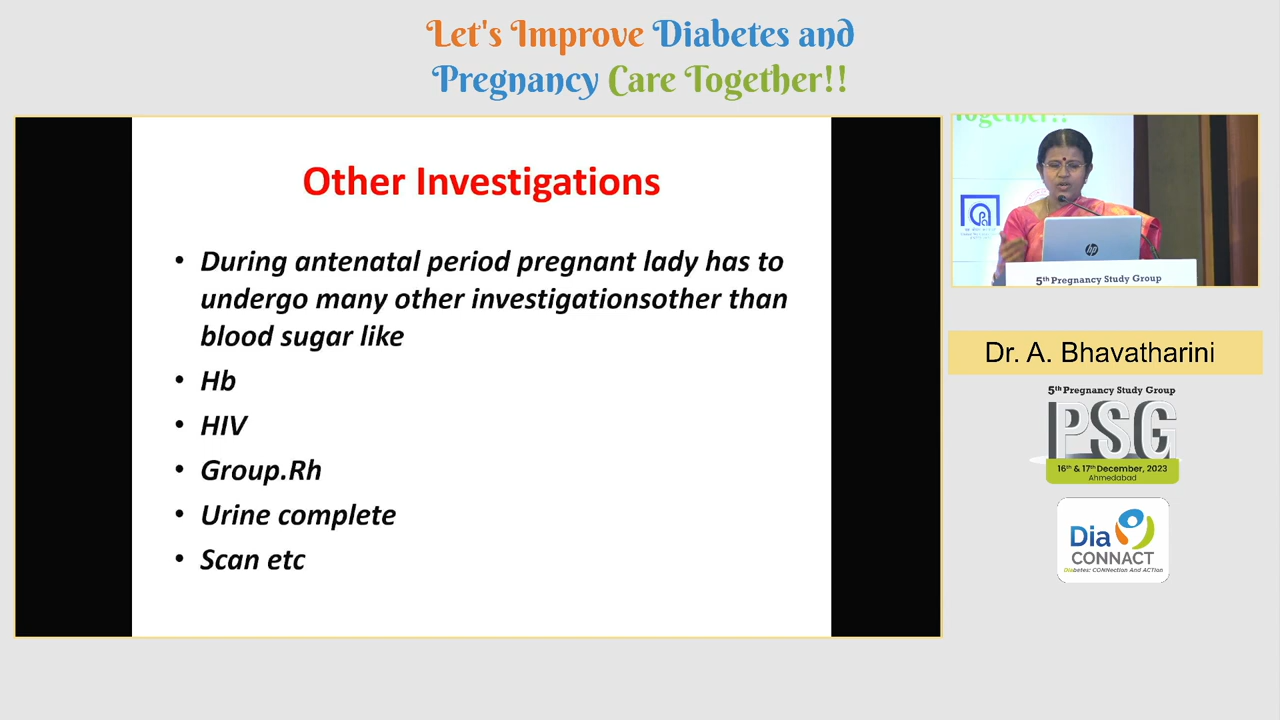 Let's Improve Diabetes and
Pregnancy Care Together!!
Other Investigations
• During antenatal period pregnant lady has to
undergo many other investigationsother than
blood sugar like
• Hb
• HIV
• Group.Rh
• Urine complete
• Scan etc
Together!!
hp
5th Pregnancy Study Group
Dr. A. Bhavatharini
5th Pregnancy Study Group
PSG
16th & 17th December, 2023
Ahmedabad
Dia
CONNACT
Diabetes: CONNection And ACTion